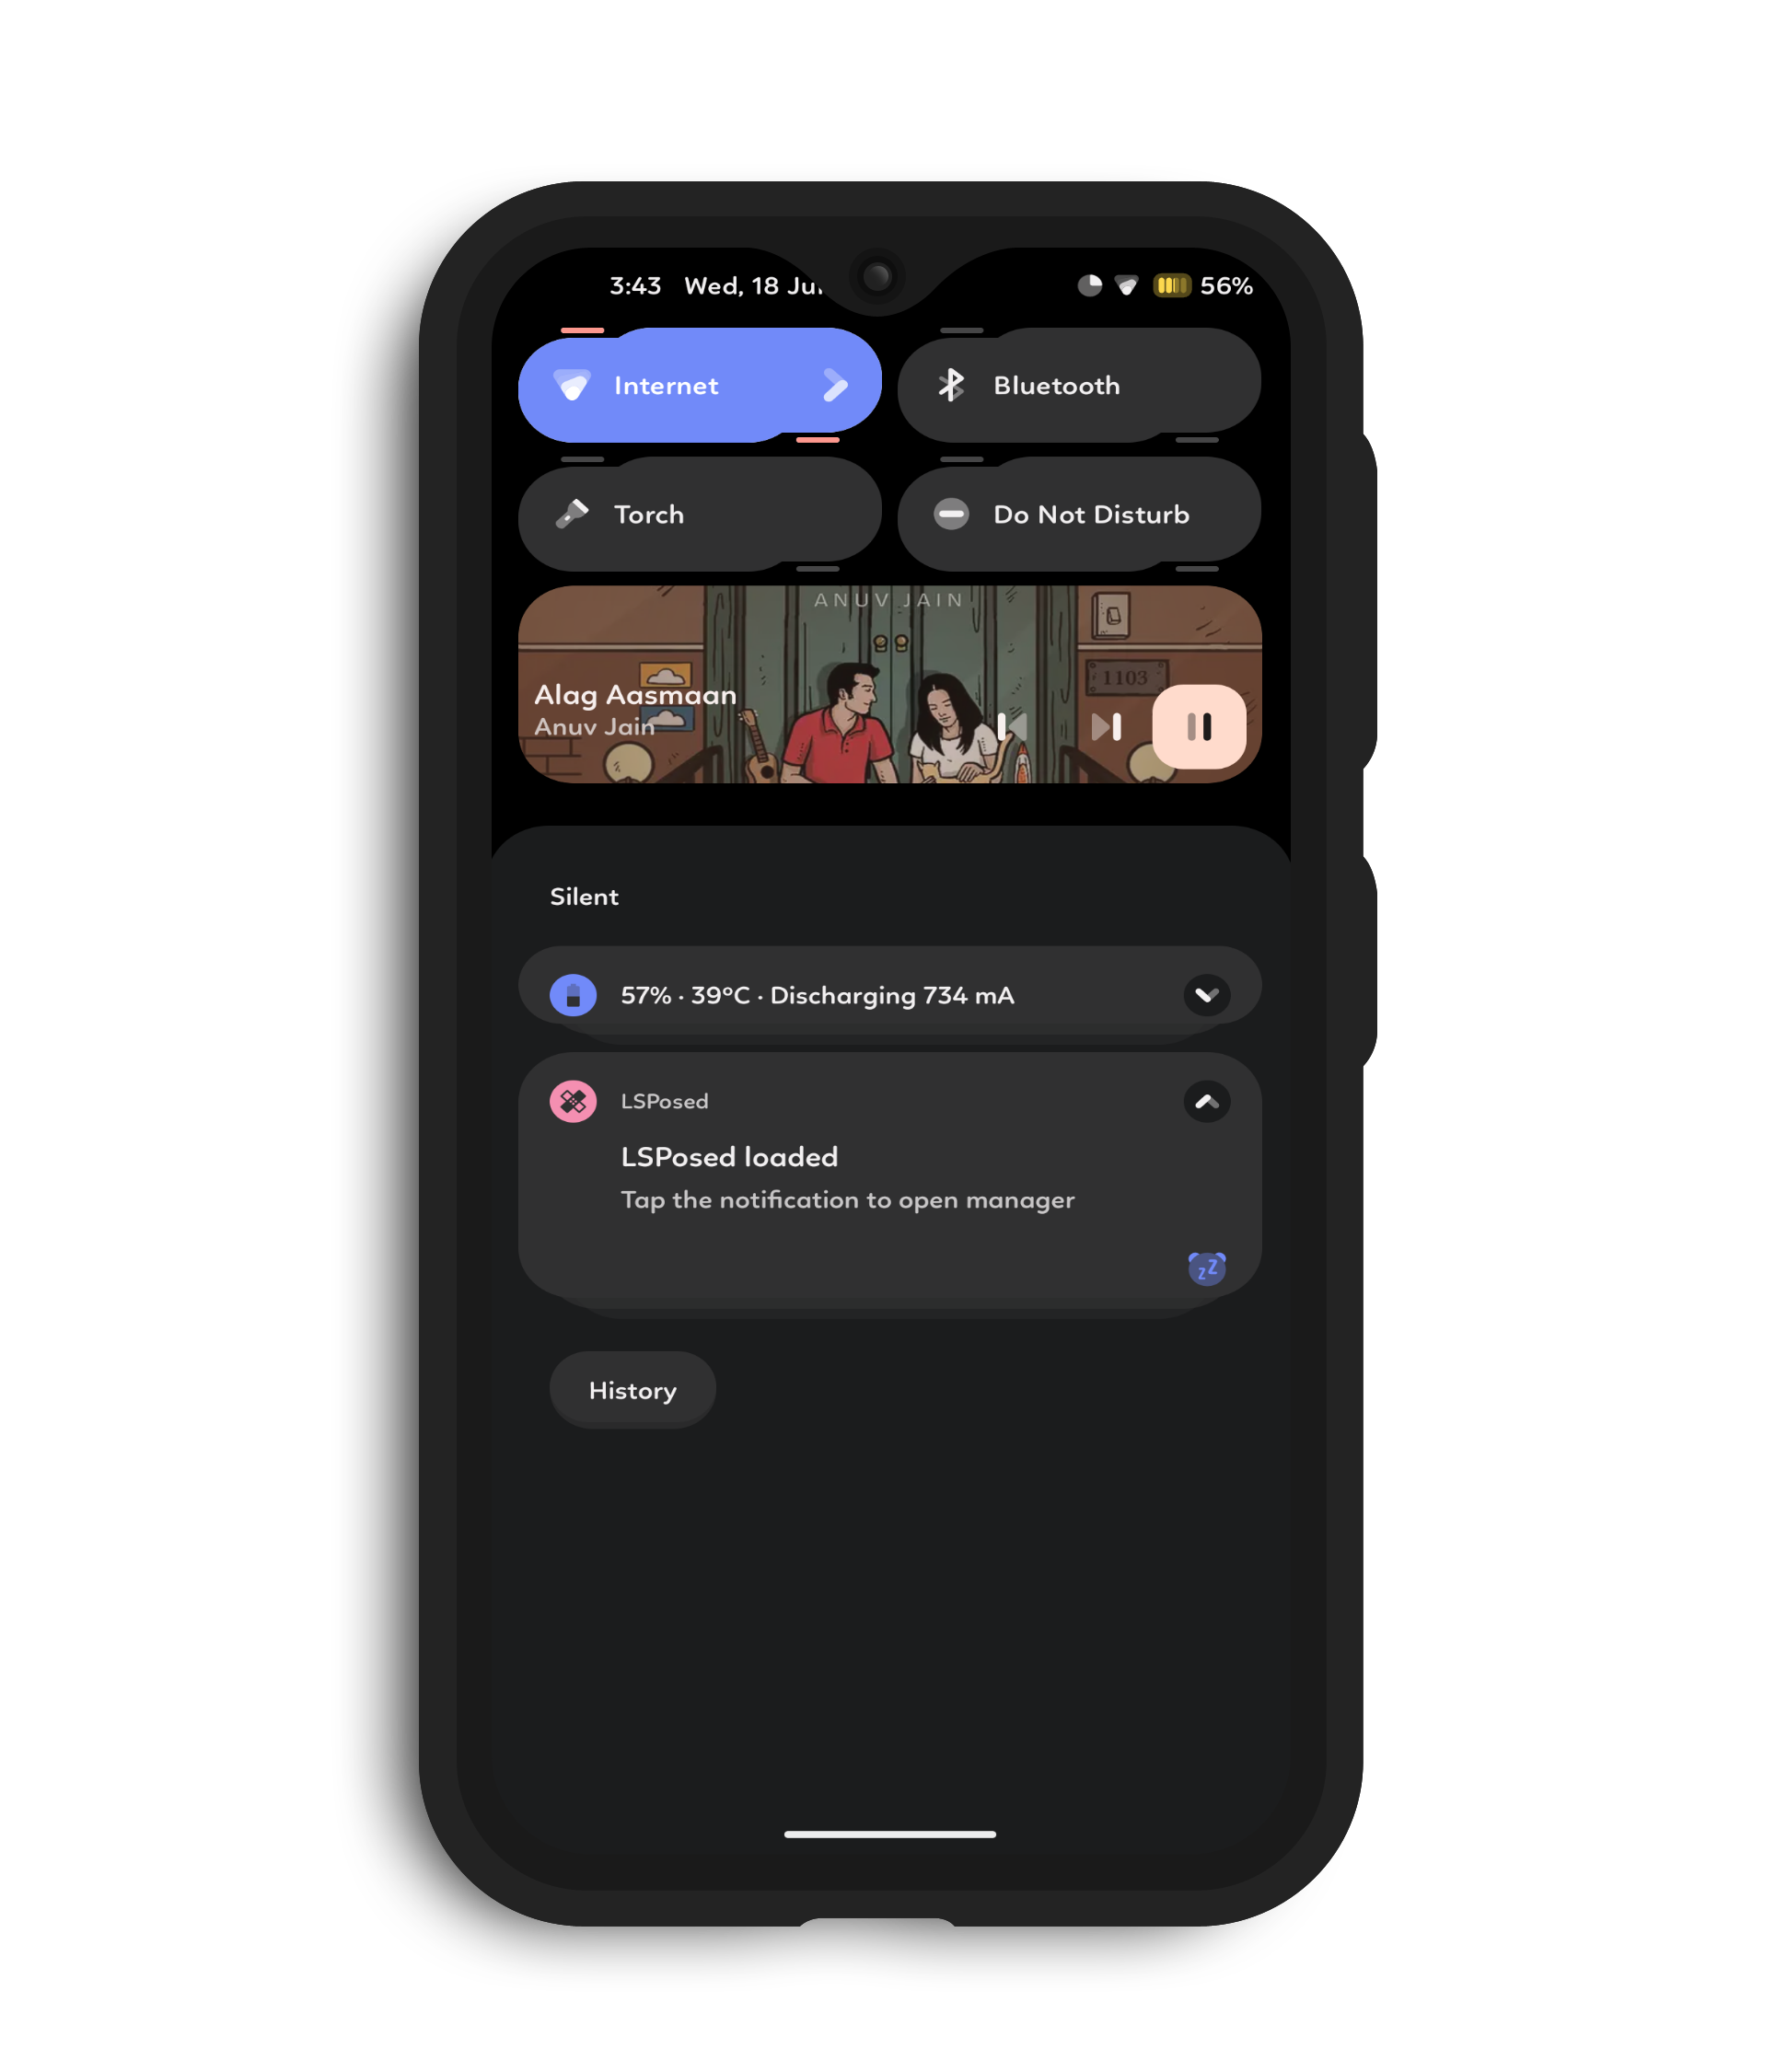 3:43 Wed, 18 56%
Internet
Bluetooth
Torch
Do Not Disturb
ANUV JAIN
1103
Alag Aasmaan
Anuv Jain
Silent
57% · 39°C · Discharging 734 mA
LSPosed
LSPosed loaded
Tap the notification to open manager
zZ
History